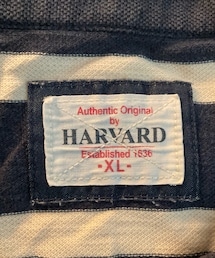 Authentic Original
by
HARVARD
Established 1636
-XL-